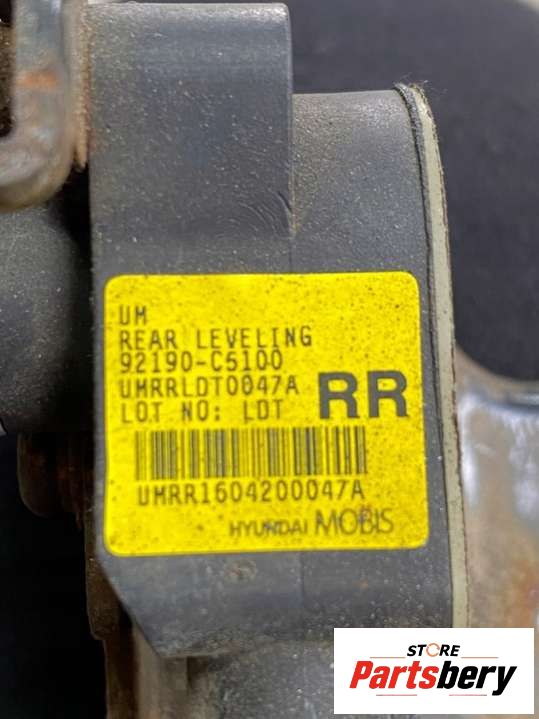 UM
REAR LEVELING
92190-C5100
UMRRLDT0047A
LOT NO: LDT
RR
UMRR1604200047A
HYUNDAI MOBIS
STORE
Partsbery